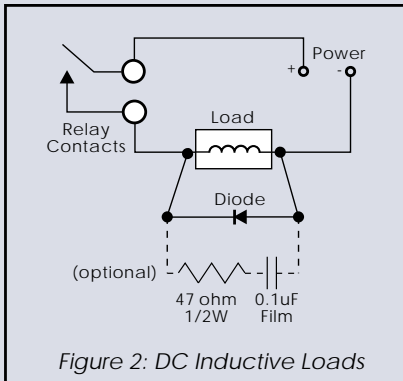 Power
+ -
Load
Relay
Contacts
Diode
(optional)
47 ohm 0.1uF
1/2W Film
Figure 2: DC Inductive Loads